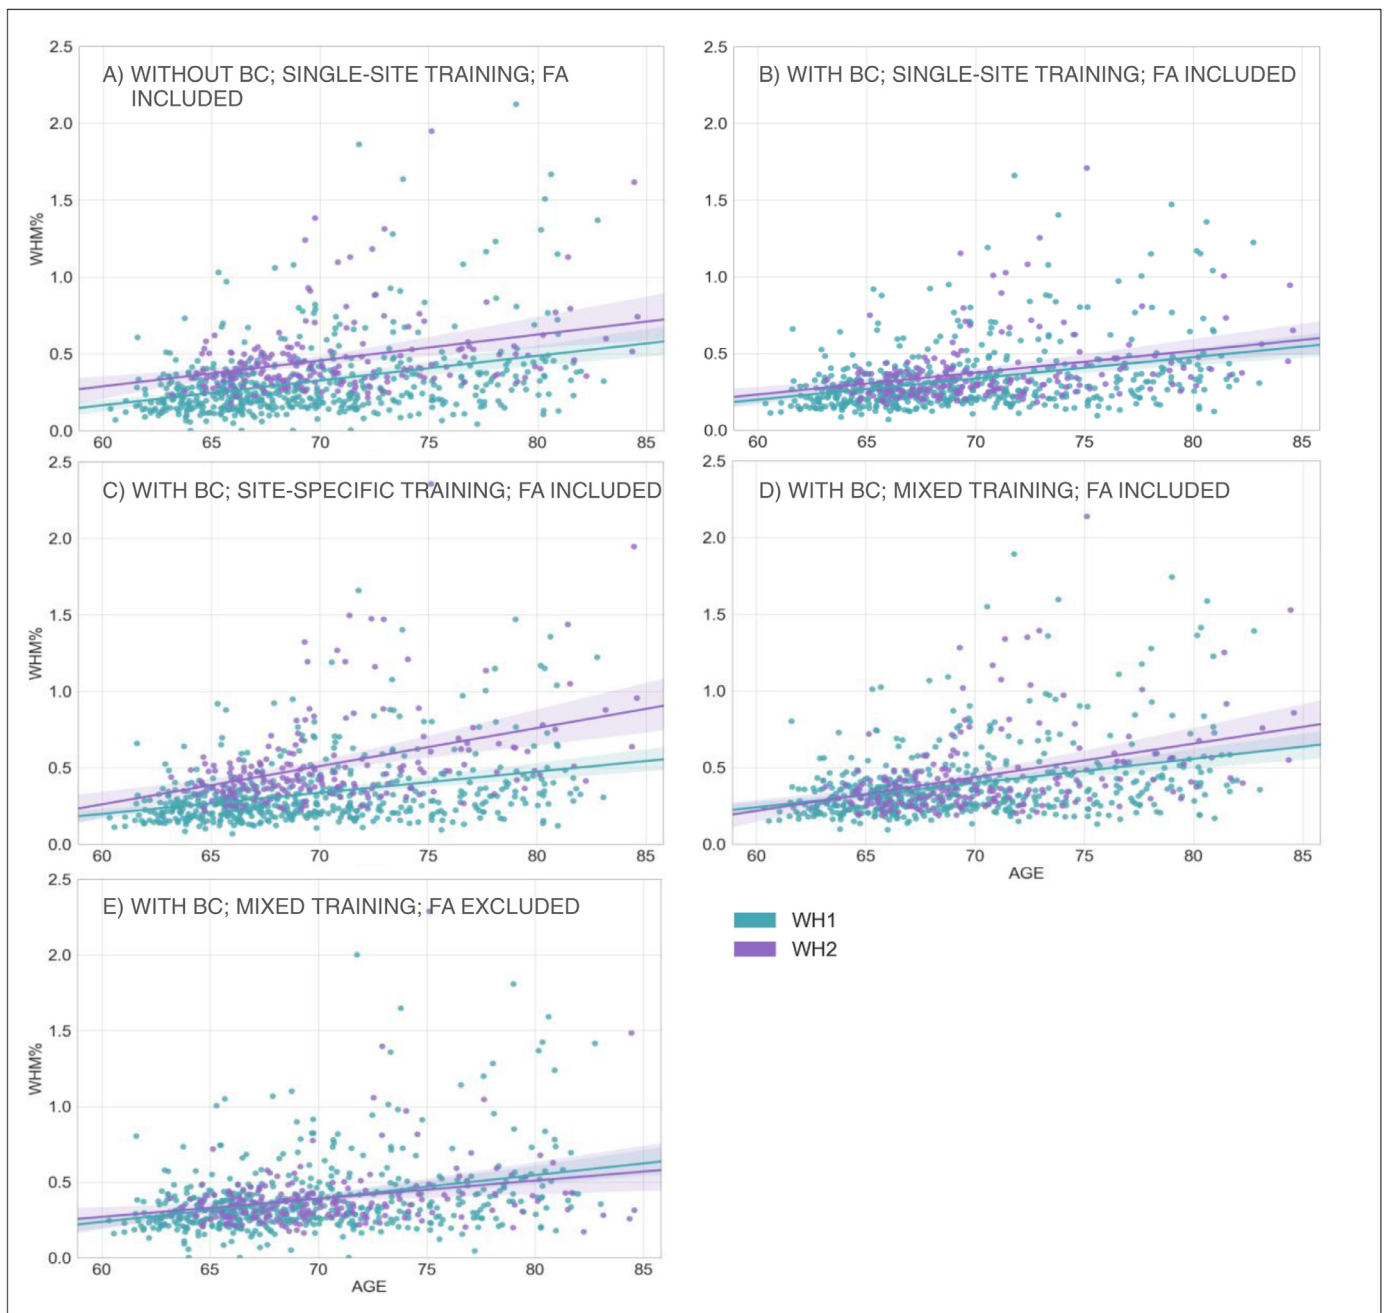 A) WITHOUT BC; SINGLE-SITE TRAINING; FA
INCLUDED
2.5
2.0
1.5
1.0
0.5
0.0
WHM%
60 65 70 75 80 85
B) WITH BC; SINGLE-SITE TRAINING; FA INCLUDED
2.5
2.0
1.5
1.0
0.5
0.0
60 65 70 75 80 85
C) WITH BC; SITE-SPECIFIC TRAINING; FA INCLUDED
2.5
2.0
1.5
1.0
0.5
0.0
WHM%
60 65 70 75 80 85
D) WITH BC; MIXED TRAINING; FA INCLUDED
2.5
2.0
1.5
1.0
0.5
0.0
60 65 70 75 80 85
AGE
E) WITH BC; MIXED TRAINING; FA EXCLUDED
2.5
2.0
1.5
1.0
0.5
0.0
WHM%
60 65 70 75 80 85
AGE
WH1
WH2